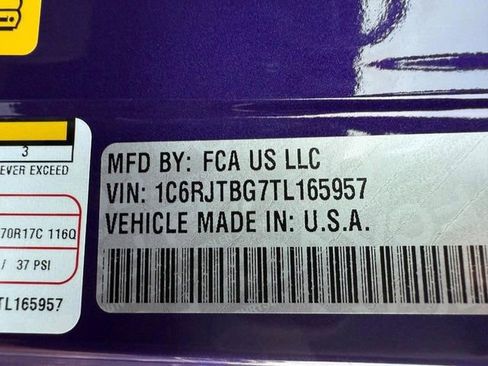 3
EVER EXCEED
70R17C 116Q
/ 37 PSI
TL165957
MFD BY: FCA US LLC
VIN: 1C6RJTBG7TL165957
VEHICLE MADE IN: U.S.A.